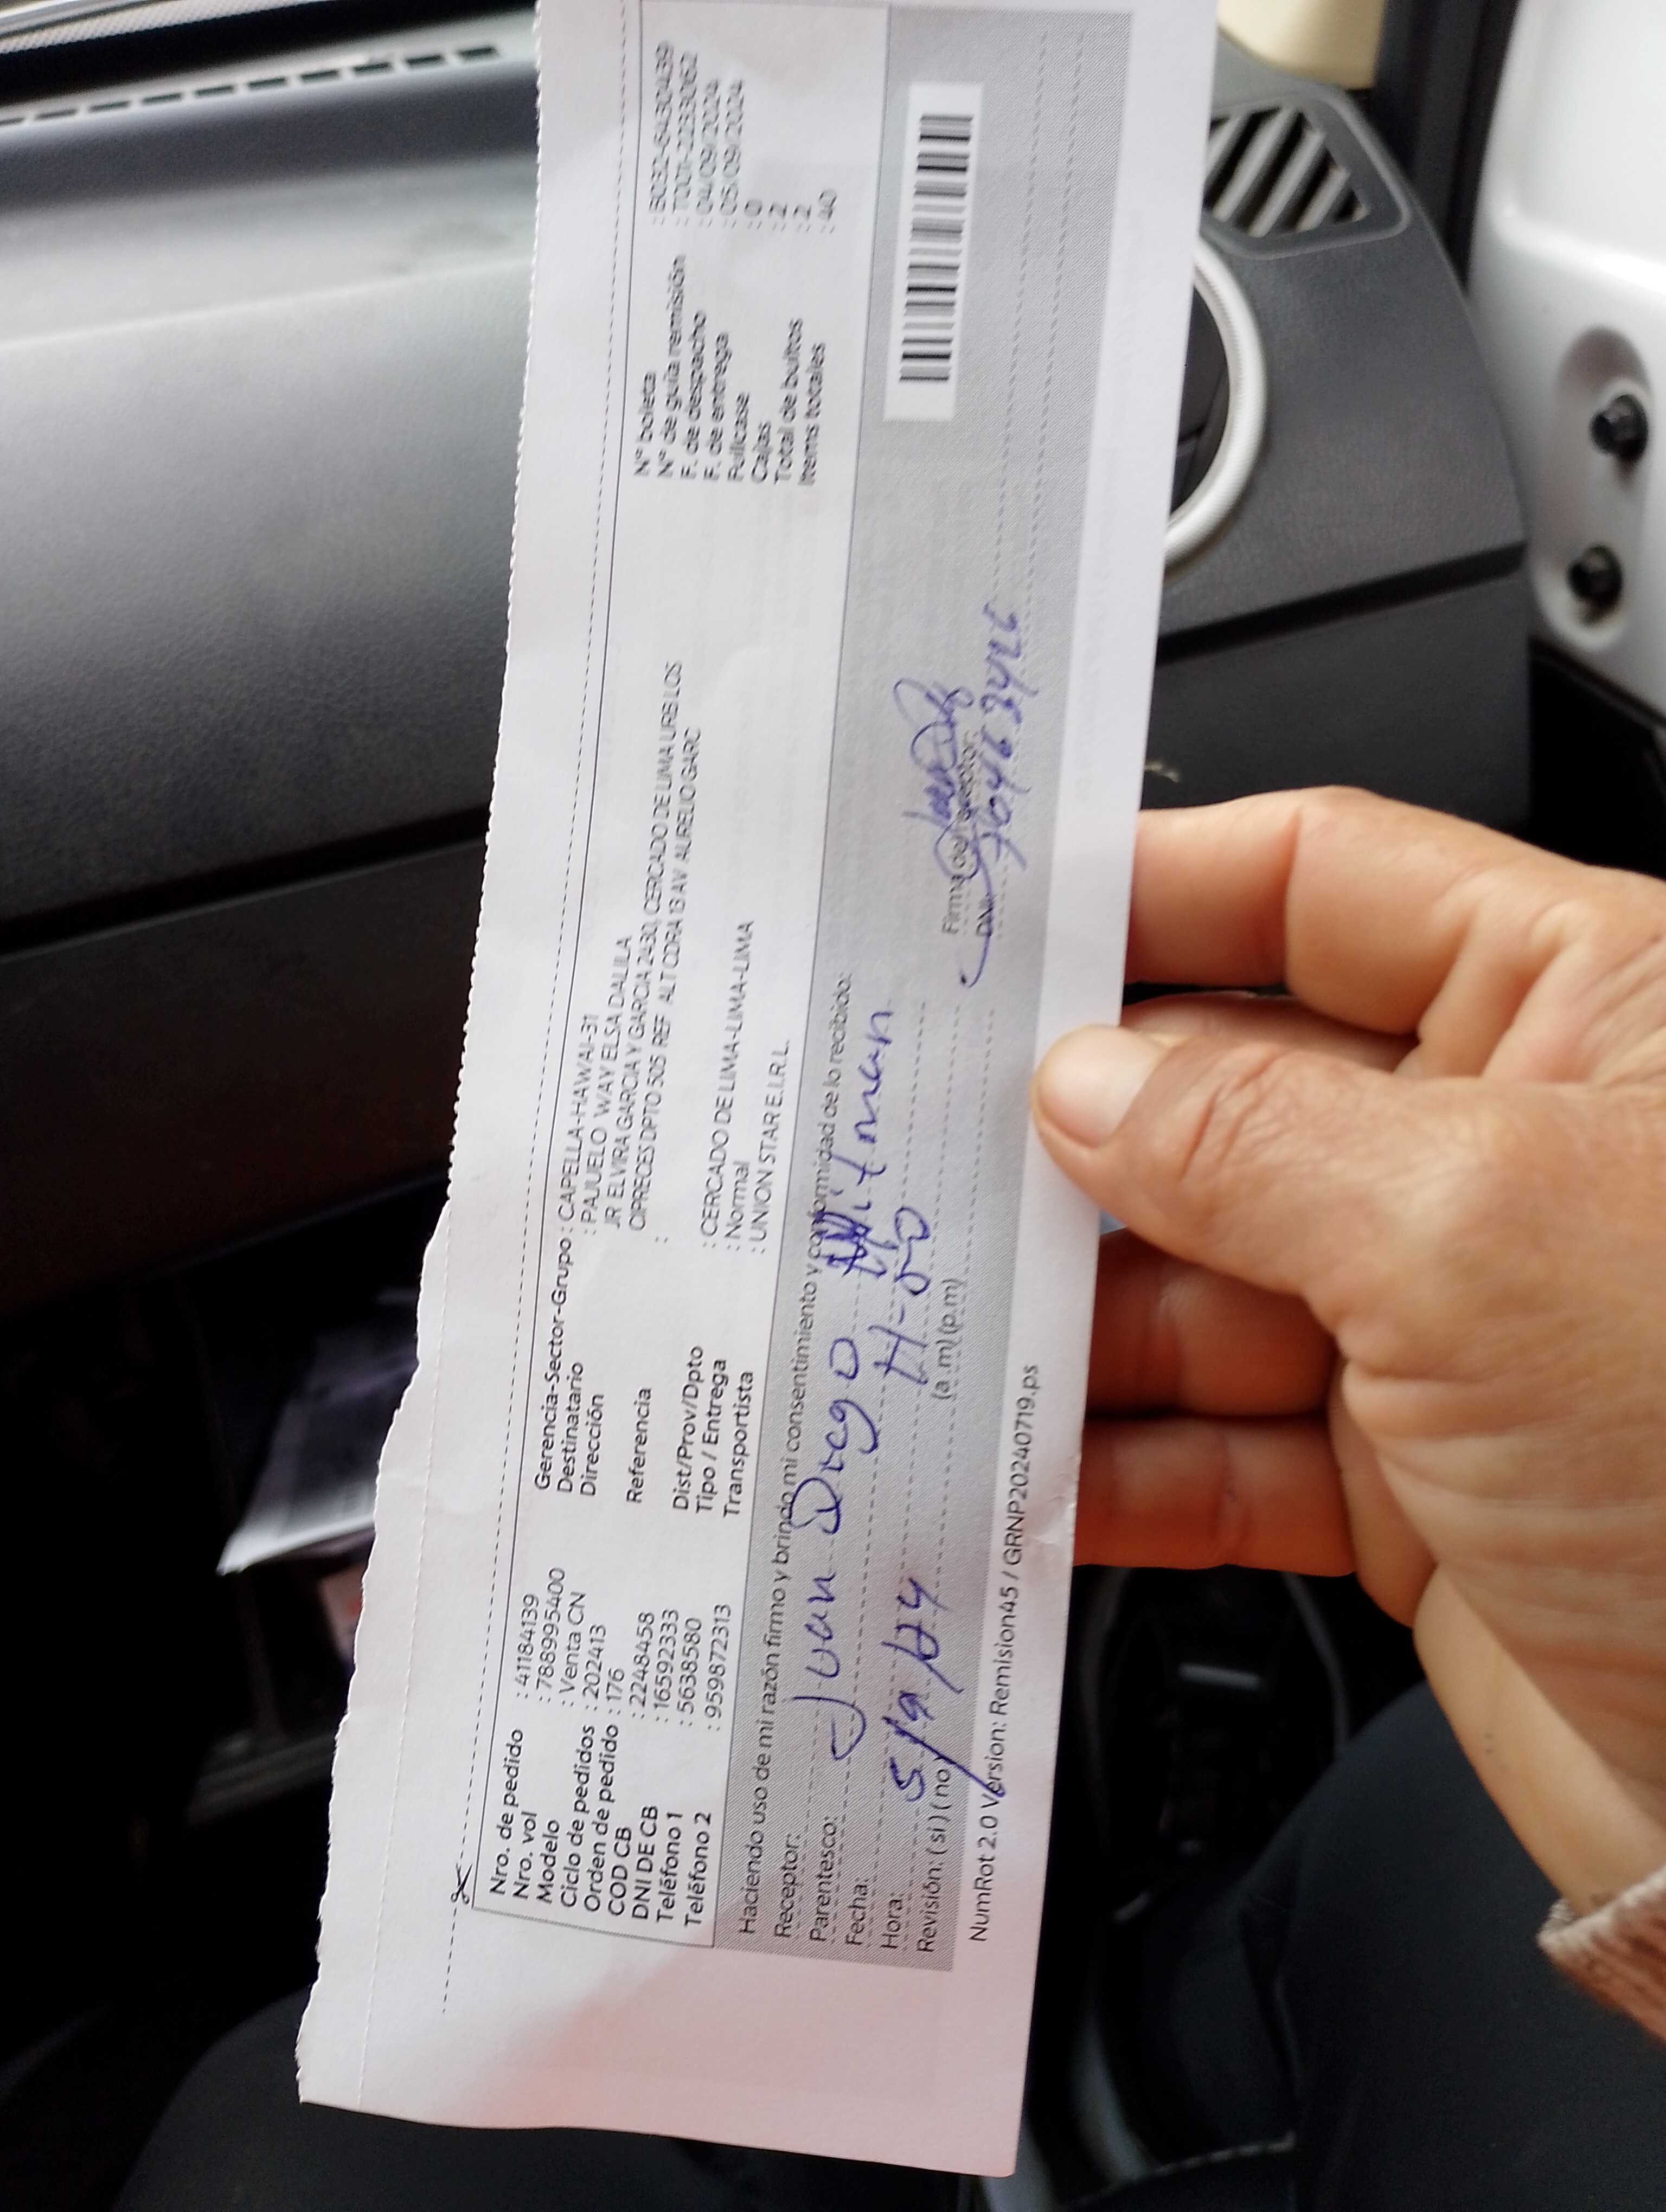 Nro. de pedido : 41184139
Nro. vol : 7889995400
Modelo : Venta CN
Ciclo de pedidos : 202413
Orden de pedido : 176
COD CB : 22484458
DNI DE CB : 16592333
Teléfono 1 : 5638580
Teléfono 2 : 959872313
Gerencia-Sector-Grupo : CAPELLA-HAWAI-31
Destinatario : PAJUELO WAY ELSA DALILA
Dirección JR ELVIRA GARCIA Y GARCIA 2430, CERCADO DE LIMA URB LOS
CIPRECES DPTO 505 REF ALT CDRA 13 AV AURELIO GARC
Referencia :
Dist/Prov/Dpto : CERCADO DE LIMA-LIMA-LIMA
Tipo / Entrega : Normal
Transportista : UNION STAR E.I.R.L.
N° boleta
N° de guía remisión
F. de despacho : 04/09/2024
F. de entrega : 05/09/2024
Fullcase : 0
Cajas : 2
Total de bultos : 2
Items totales : 40
Haciendo uso de mi razón firmo y brindo mi consentimiento y conformidad de lo recibido:
Receptor: Juan Diego
Parentesco:
Fecha: 5/9/24
Hora: (a.m) (p.m)
Revisión: ( si ) ( no )
Firma del receptor:
DNI:
NumRot 2.0 Version: Remision45 / GRNP20240719.ps